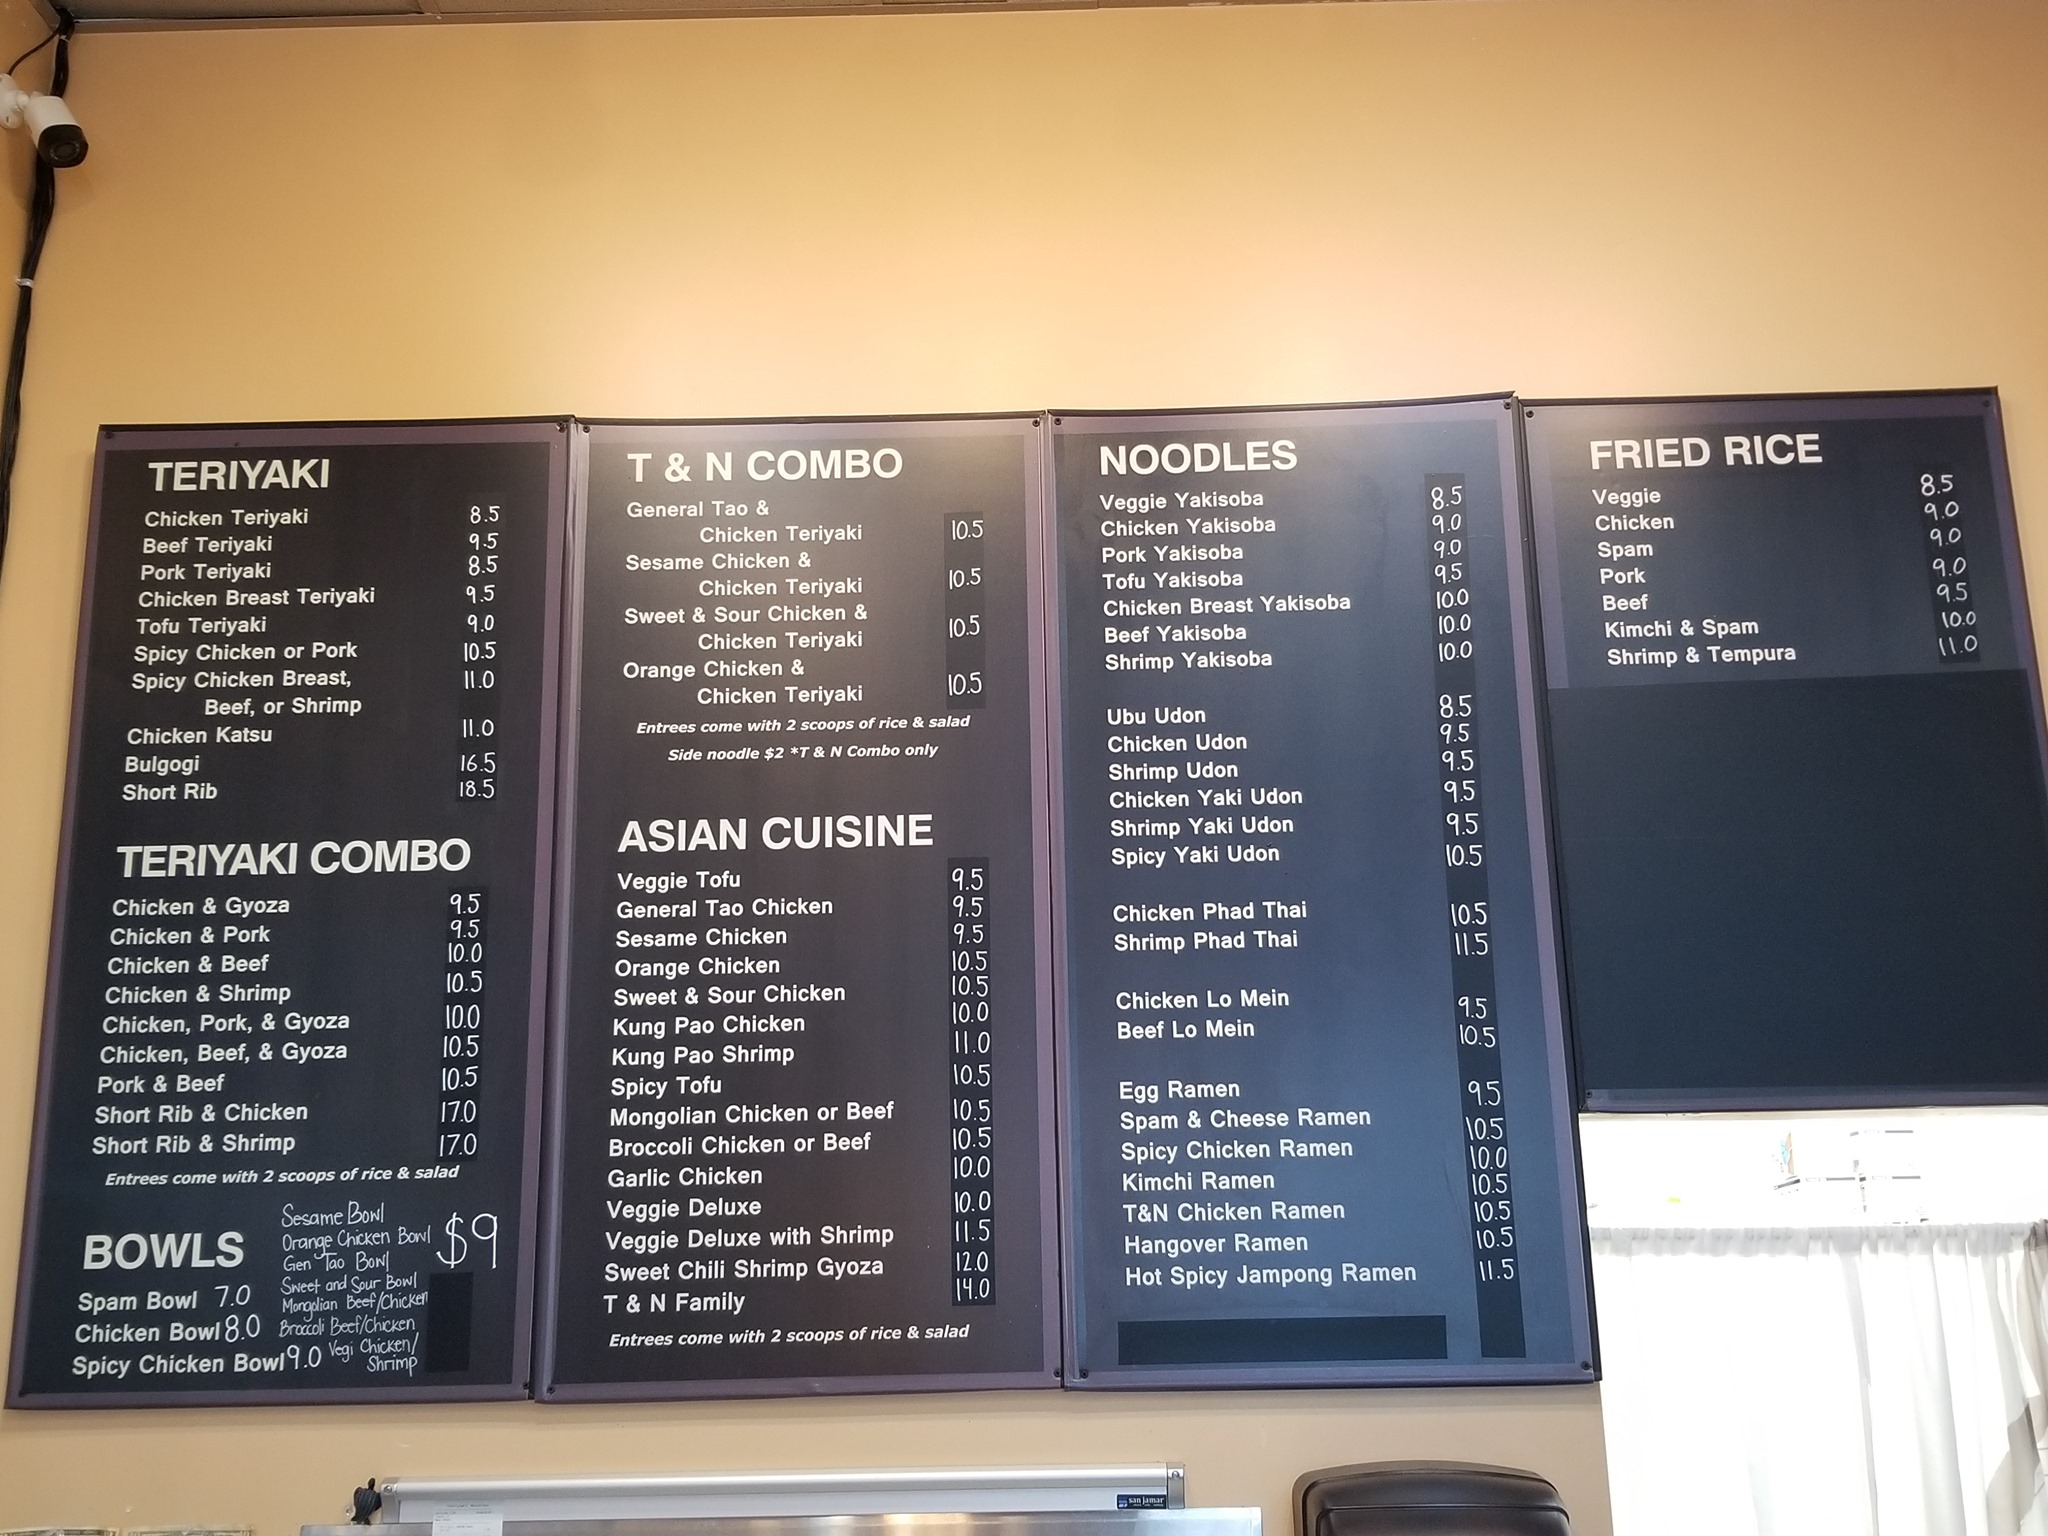 TERIYAKI
Chicken Teriyaki 8.5
Beef Teriyaki 9.5
Pork Teriyaki 8.5
Chicken Breast Teriyaki 9.5
Tofu Teriyaki 9.0
Spicy Chicken or Pork 10.5
Spicy Chicken Breast, 11.0
Beef, or Shrimp
Chicken Katsu 11.0
Bulgogi 16.5
Short Rib 18.5
TERIYAKI COMBO
Chicken & Gyoza 9.5
Chicken & Pork 9.5
Chicken & Beef 10.0
Chicken & Shrimp 10.5
Chicken, Pork, & Gyoza 10.0
Chicken, Beef, & Gyoza 10.5
Pork & Beef 10.5
Short Rib & Chicken 17.0
Short Rib & Shrimp 17.0
Entrees come with 2 scoops of rice & salad
BOWLS
Spam Bowl 7.0
Chicken Bowl 8.0
Spicy Chicken Bowl 9.0
Sesame Bowl
Orange Chicken Bowl $9
Gen Tao Bowl
Sweet and Sour Bowl
Mongolian Beef/Chicken
Broccoli Beef/Chicken
Vegi Chicken/
Shrimp
T & N COMBO
General Tao &
Chicken Teriyaki 10.5
Sesame Chicken &
Chicken Teriyaki 10.5
Sweet & Sour Chicken &
Chicken Teriyaki 10.5
Orange Chicken &
Chicken Teriyaki 10.5
Entrees come with 2 scoops of rice & salad
Side noodle $2 *T & N Combo only
ASIAN CUISINE
Veggie Tofu 9.5
General Tao Chicken 9.5
Sesame Chicken 9.5
Orange Chicken 10.5
Sweet & Sour Chicken 10.5
Kung Pao Chicken 10.0
Kung Pao Shrimp 11.0
Spicy Tofu 10.5
Mongolian Chicken or Beef 10.5
Broccoli Chicken or Beef 10.5
Garlic Chicken 10.0
Veggie Deluxe 10.0
Veggie Deluxe with Shrimp 11.5
Sweet Chili Shrimp Gyoza 12.0
T & N Family 14.0
Entrees come with 2 scoops of rice & salad
NOODLES
Veggie Yakisoba 8.5
Chicken Yakisoba 9.0
Pork Yakisoba 9.0
Tofu Yakisoba 9.5
Chicken Breast Yakisoba 10.0
Beef Yakisoba 10.0
Shrimp Yakisoba 10.0
Ubu Udon 8.5
Chicken Udon 9.5
Shrimp Udon 9.5
Chicken Yaki Udon 9.5
Shrimp Yaki Udon 9.5
Spicy Yaki Udon 10.5
Chicken Phad Thai 10.5
Shrimp Phad Thai 11.5
Chicken Lo Mein 9.5
Beef Lo Mein 10.5
Egg Ramen 9.5
Spam & Cheese Ramen 10.5
Spicy Chicken Ramen 10.0
Kimchi Ramen 10.5
T&N Chicken Ramen 10.5
Hangover Ramen 10.5
Hot Spicy Jampong Ramen 11.5
FRIED RICE
Veggie 8.5
Chicken 9.0
Spam 9.0
Pork 9.0
Beef 9.5
Kimchi & Spam 10.0
Shrimp & Tempura 11.0
san jamar